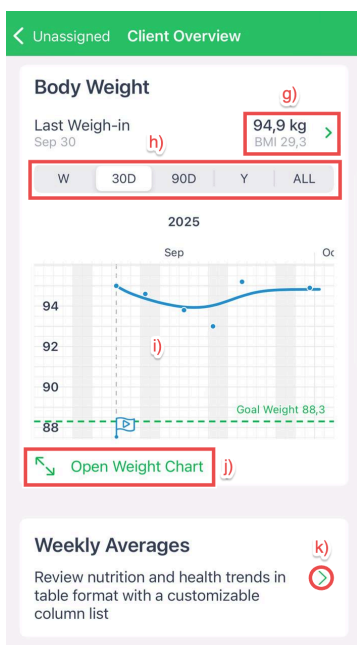 Unassigned Client Overview
Body Weight
g)
Last Weigh-in 94,9 kg
Sep 30 h) BMI 29,3
W 30D 90D Y ALL
2025
Sep Oc
94
92
i)
90
Goal Weight 88,3
88
Open Weight Chart j)
Weekly Averages k)
Review nutrition and health trends in
table format with a customizable
column list